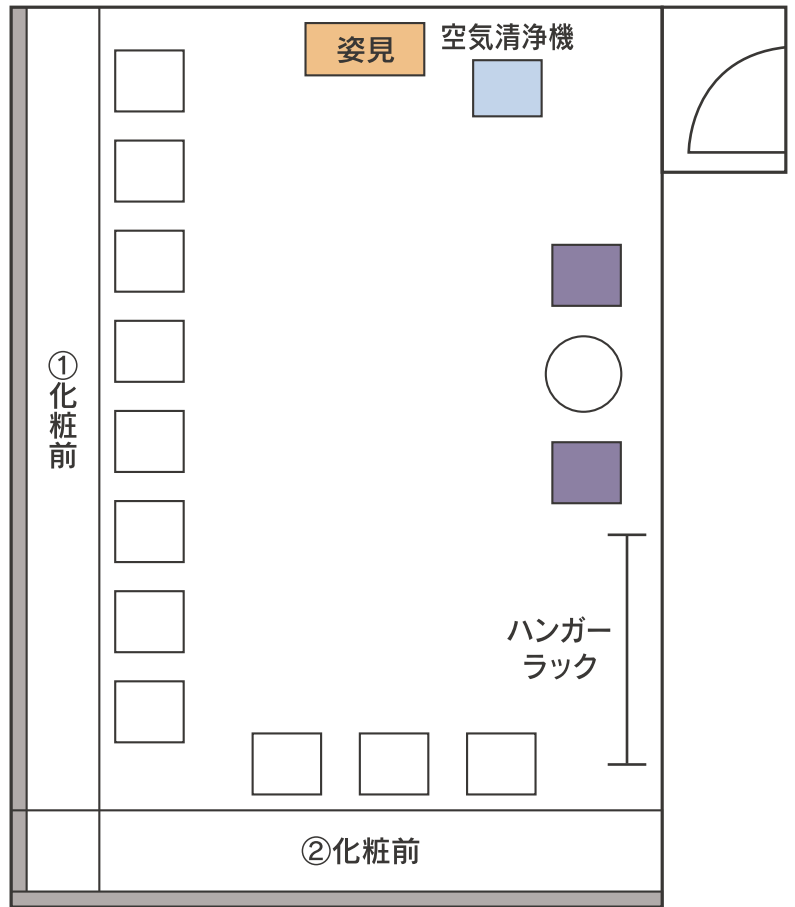 姿見
空気清浄機
①化粧前
ハンガー
ラック
②化粧前